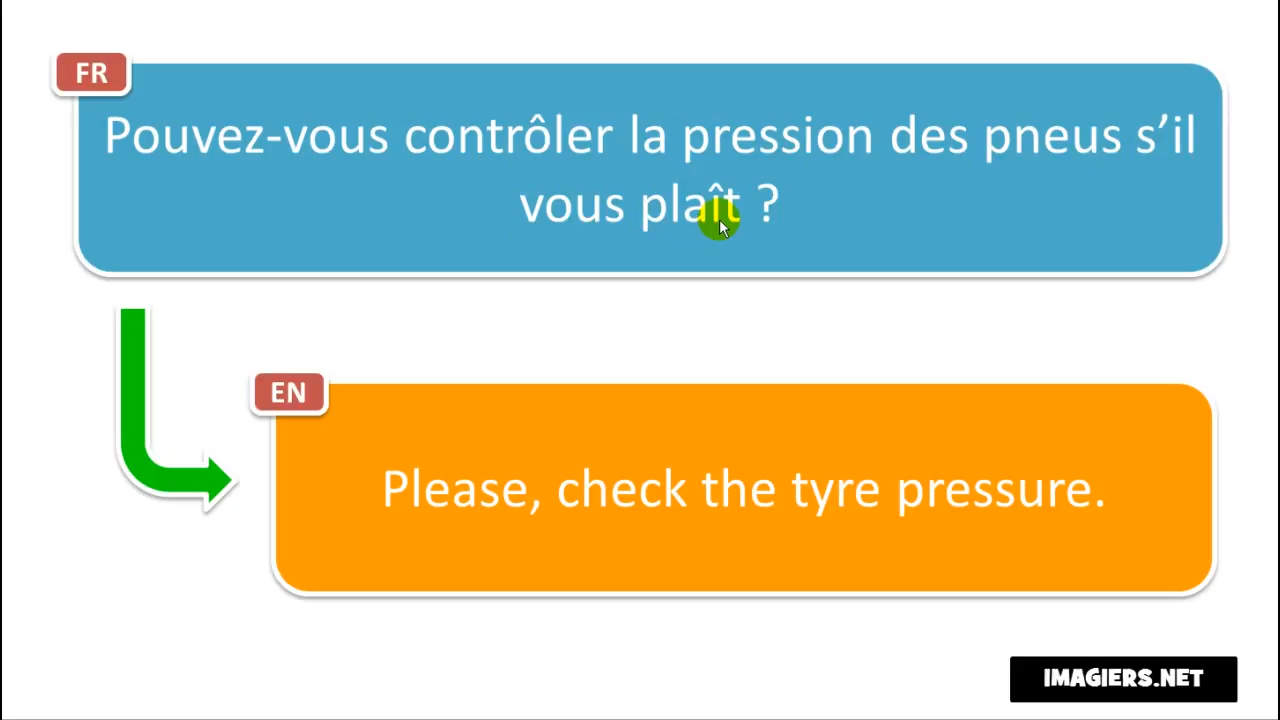 FR
Pouvez-vous contrôler la pression des pneus s’il
vous plaît ?
EN
Please, check the tyre pressure.
IMAGIERS.NET